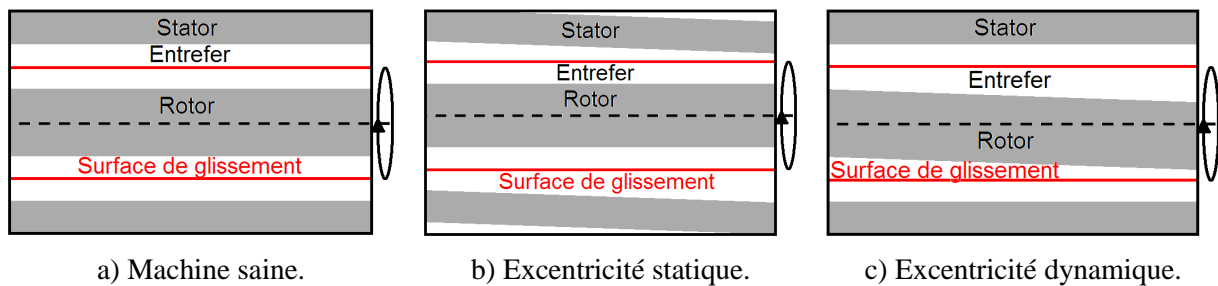 Stator
Entrefer
Rotor
Surface de glissement
a) Machine saine.
Stator
Entrefer
Rotor
Surface de glissement
b) Excentricité statique.
Stator
Entrefer
Rotor
Surface de glissement
c) Excentricité dynamique.